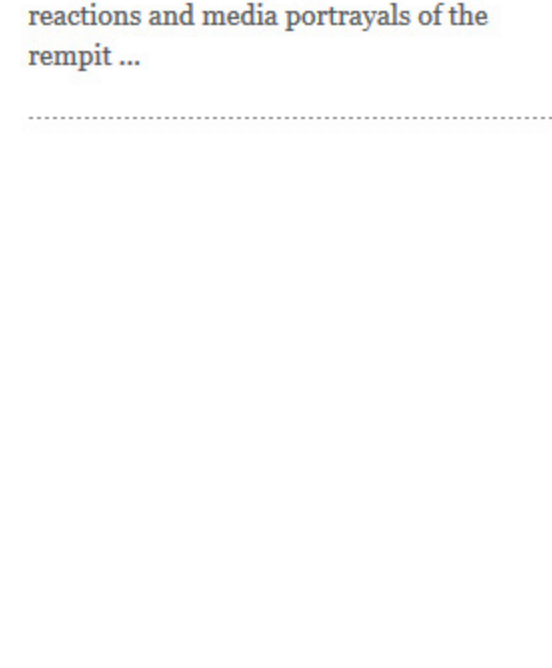 reactions and media portrayals of the
rempit ...